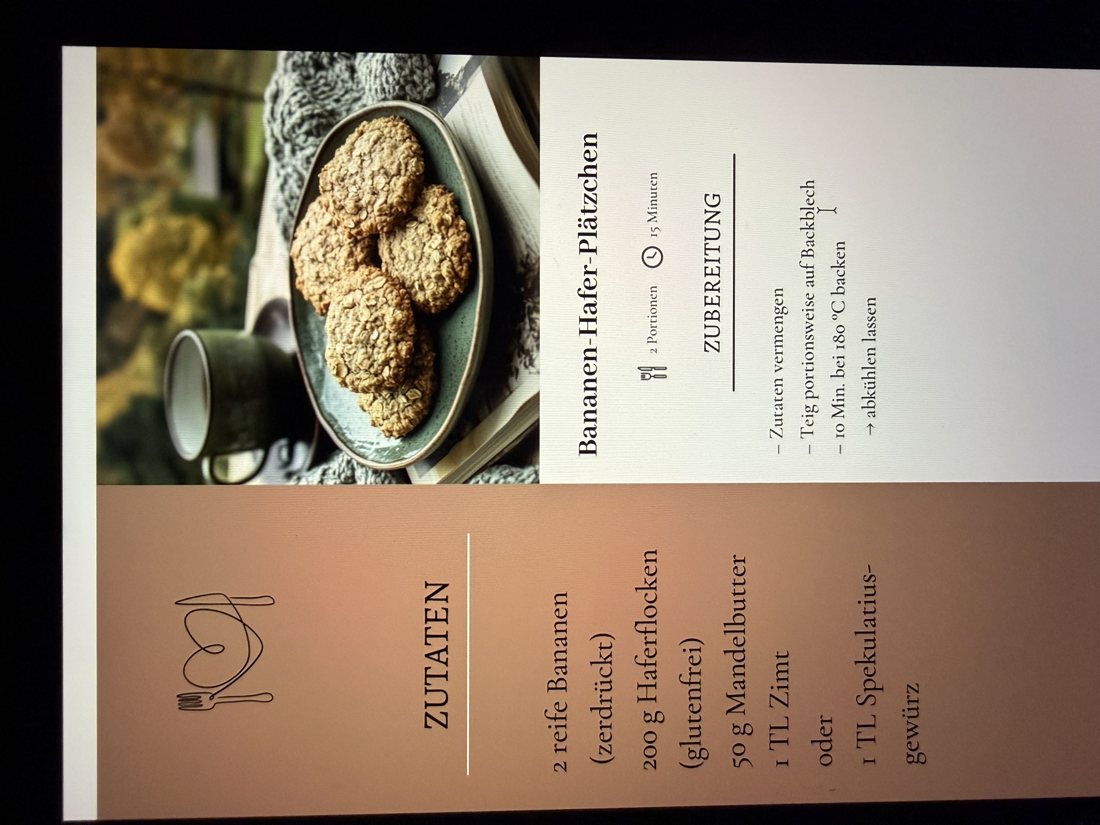 ZUTATEN
2 reife Bananen
(zerdrückt)
200 g Haferflocken
(glutenfrei)
50 g Mandelbutter
1 TL Zimt
oder
1 TL Spekulatius-
gewürz
Bananen-Hafer-Plätzchen
2 Portionen 15 Minuten
ZUBEREITUNG
– Zutaten vermengen
– Teig portionsweise auf Backblech
– 10 Min. bei 180 °C backen
→ abkühlen lassen